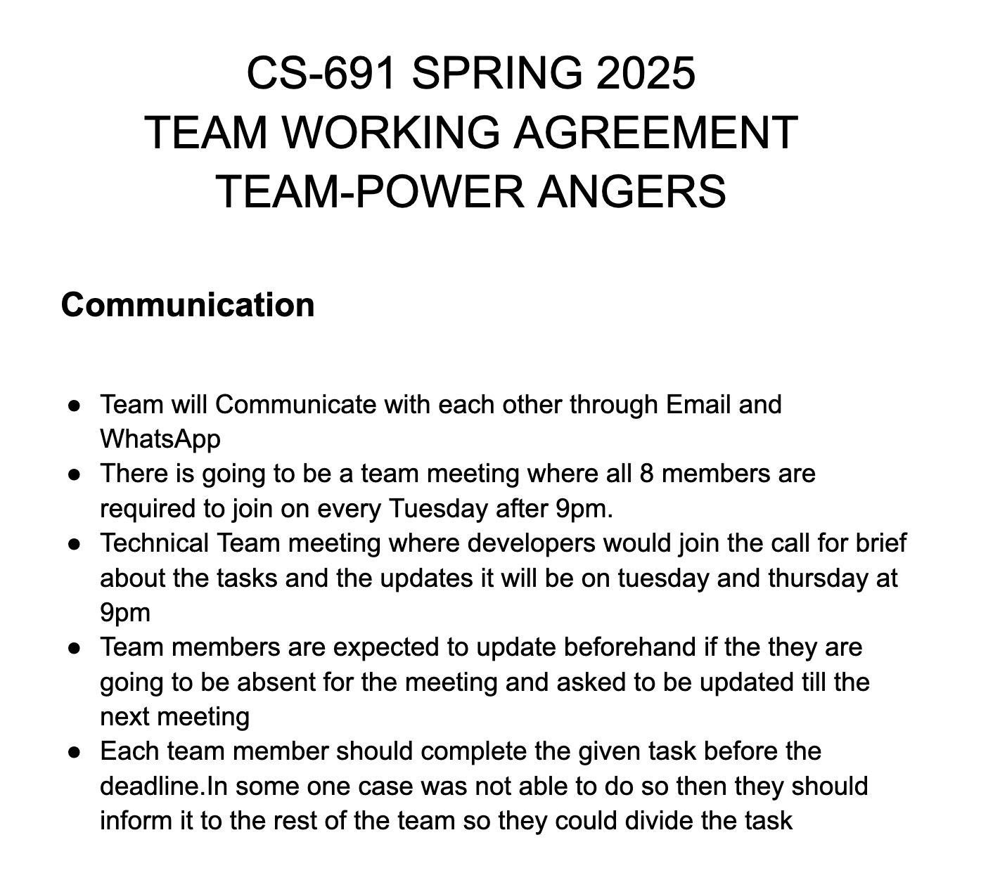 CS-691 SPRING 2025
TEAM WORKING AGREEMENT
TEAM-POWER ANGERS
Communication
● Team will Communicate with each other through Email and
WhatsApp
● There is going to be a team meeting where all 8 members are
required to join on every Tuesday after 9pm.
● Technical Team meeting where developers would join the call for brief
about the tasks and the updates it will be on tuesday and thursday at
9pm
● Team members are expected to update beforehand if the they are
going to be absent for the meeting and asked to be updated till the
next meeting
● Each team member should complete the given task before the
deadline.In some one case was not able to do so then they should
inform it to the rest of the team so they could divide the task